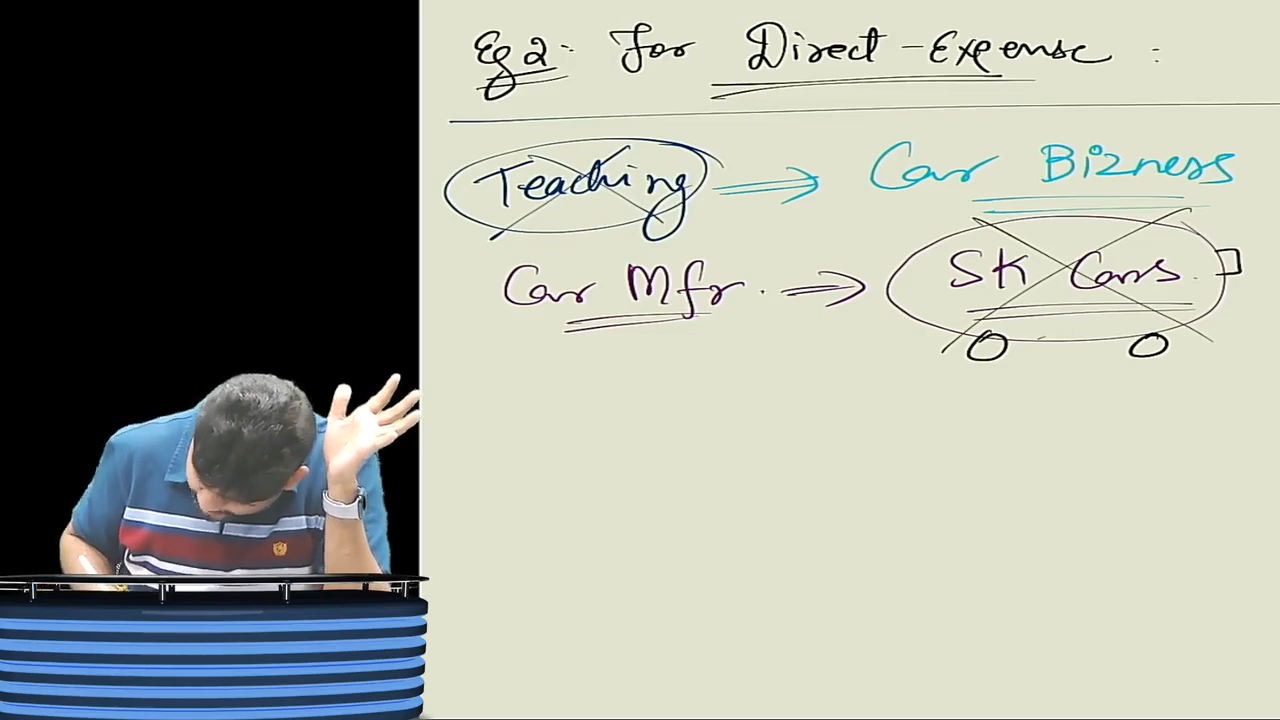 Eg 2: For Direct-Expense :
Teaching ⇒ Car Bizness
Car Mfr. ⇒ SK Cars.